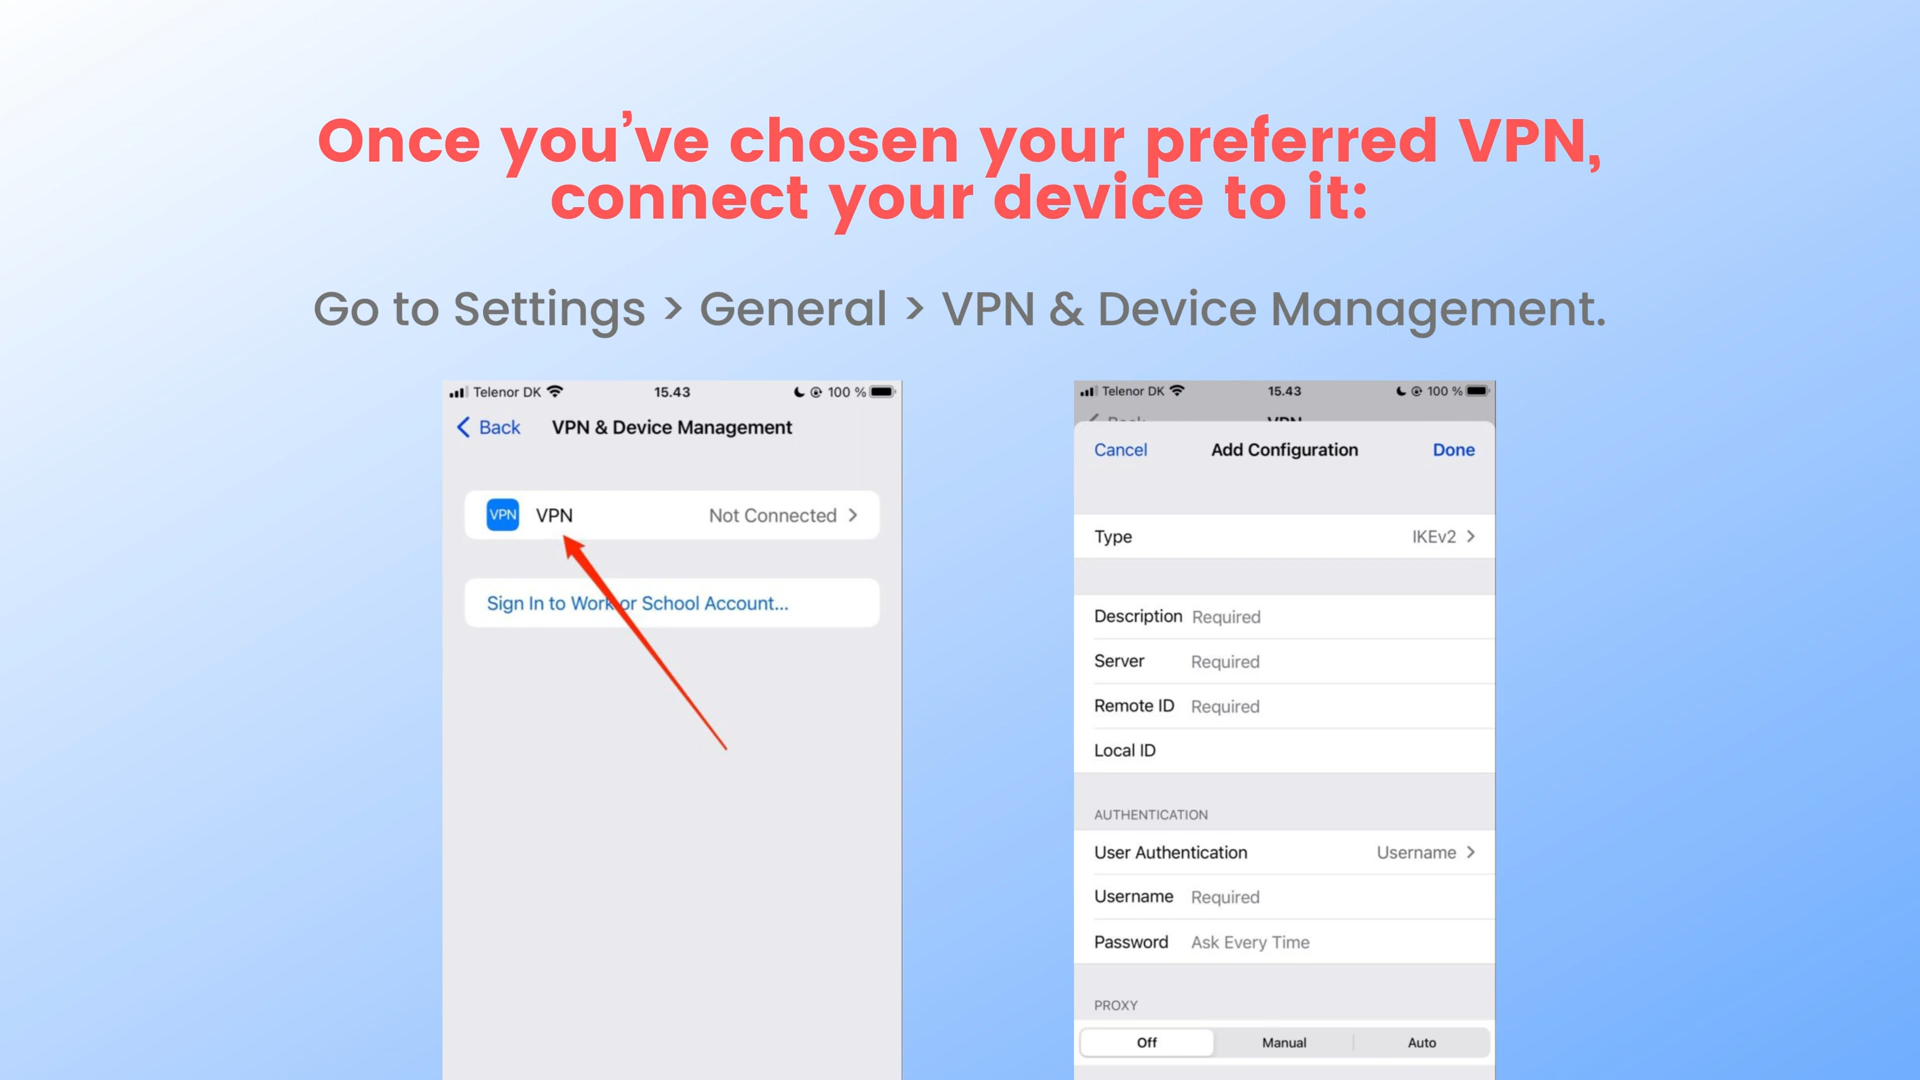 Once you’ve chosen your preferred VPN,
connect your device to it:
Go to Settings > General > VPN & Device Management.
Telenor DK 15.43 100 %
Back VPN & Device Management
VPN VPN Not Connected
Sign In to Work or School Account...
Telenor DK 15.43 100 %
Back VPN
Cancel Add Configuration Done
Type IKEv2
Description Required
Server Required
Remote ID Required
Local ID
AUTHENTICATION
User Authentication Username
Username Required
Password Ask Every Time
PROXY
Off Manual Auto